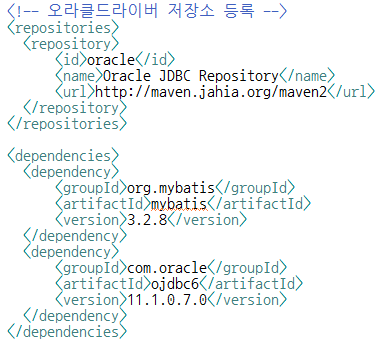 <!-- 오라클드라이버 저장소 등록 -->
<repositories>
<repository>
<id>oracle</id>
<name>Oracle JDBC Repository</name>
<url>http://maven.jahia.org/maven2</url>
</repository>
</repositories>
<dependencies>
<dependency>
<groupId>org.mybatis</groupId>
<artifactId>mybatis</artifactId>
<version>3.2.8</version>
</dependency>
<dependency>
<groupId>com.oracle</groupId>
<artifactId>ojdbc6</artifactId>
<version>11.1.0.7.0</version>
</dependency>
</dependencies>